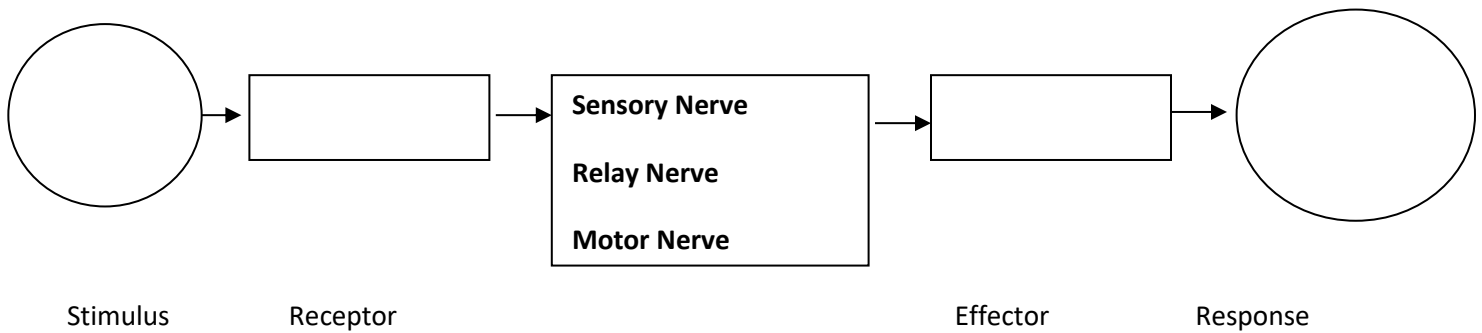 Sensory Nerve
Relay Nerve
Motor Nerve
Stimulus Receptor Effector Response